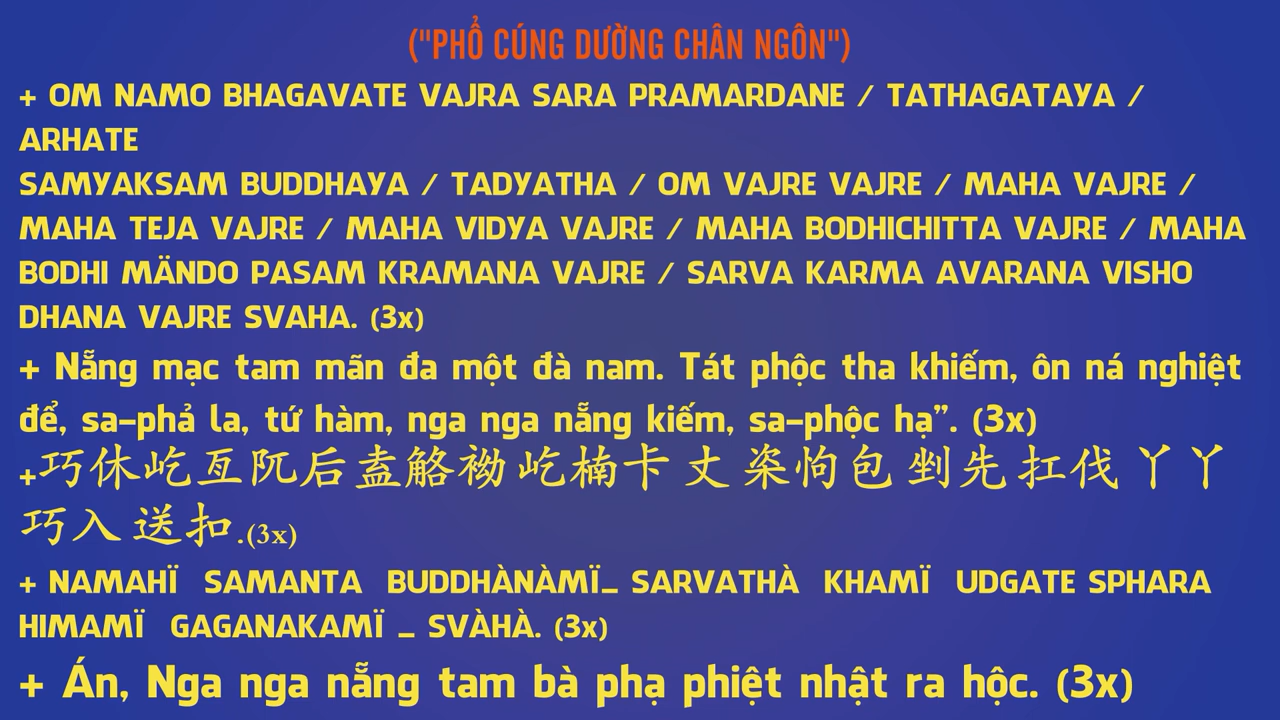 ("PHỔ CÚNG DƯỜNG CHÂN NGÔN")
+ OM NAMO BHAGAVATE VAJRA SARA PRAMARDANE / TATHAGATAYA /
ARHATE
SAMYAKSAM BUDDHAYA / TADYATHA / OM VAJRE VAJRE / MAHA VAJRE /
MAHA TEJA VAJRE / MAHA VIDYA VAJRE / MAHA BODHICHITTA VAJRE / MAHA
BODHI MÄNDO PASAM KRAMANA VAJRE / SARVA KARMA AVARANA VISHO
DHANA VAJRE SVAHA. (3x)
+ Nẵng mạc tam mãn đa một đà nam. Tát phộc tha khiếm, ôn ná nghiệt
để, sa-phả la, tứ hàm, nga nga nẵng kiếm, sa-phộc hạ”. (3x)
+巧休屹亙阢后盍觡袎屹楠卡丈楶怐包剉先扛伐丫丫
巧入送扣.(3x)
+ NAMAHÏ SAMANTA BUDDHÀNÀMÏ_ SARVATHÀ KHAMÏ UDGATE SPHARA
HIMAMÏ GAGANAKAMÏ _ SVÀHÀ. (3x)
+ Án, Nga nga nẵng tam bà phạ phiệt nhật ra hộc. (3x)